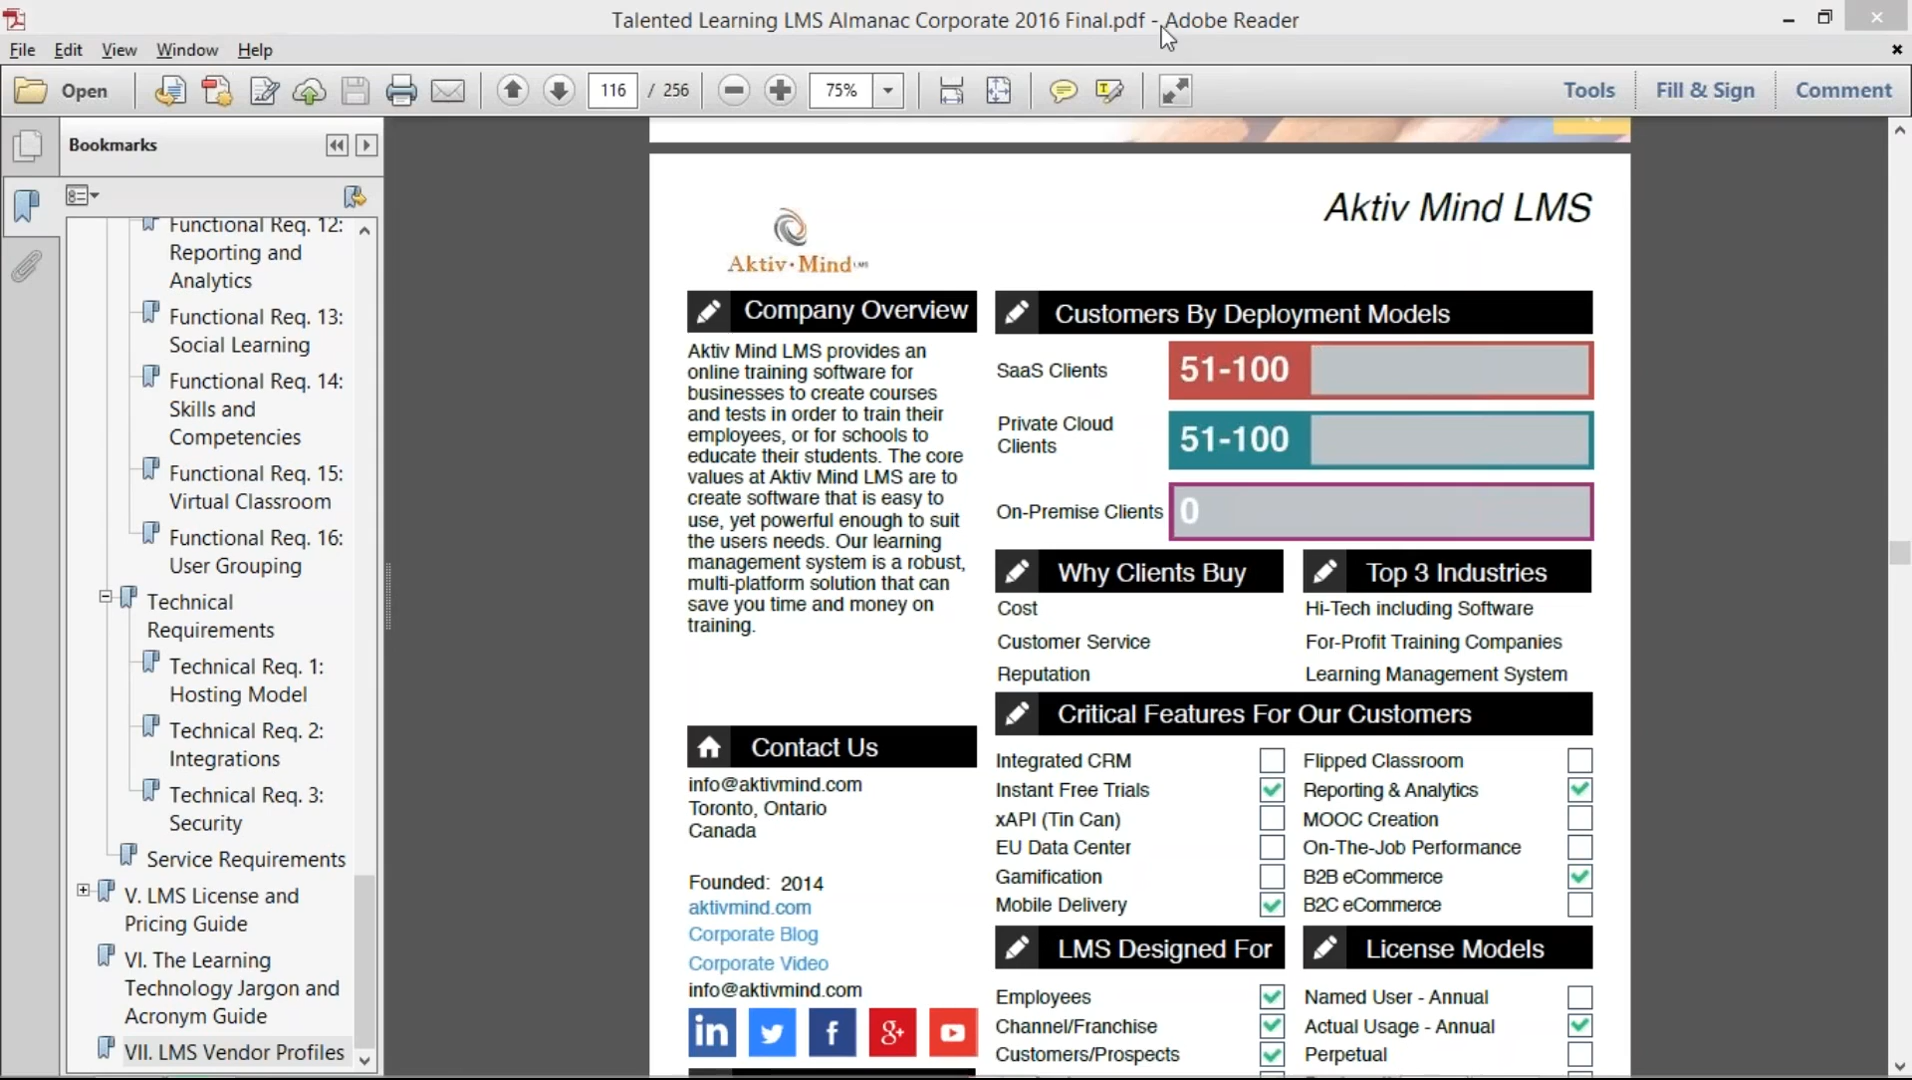 Talented Learning LMS Almanac Corporate 2016 Final.pdf - Adobe Reader
File Edit View Window Help
Open
116 / 256
75%
Tools
Fill & Sign
Comment
Bookmarks
Functional Req. 12:
Reporting and
Analytics
Functional Req. 13:
Social Learning
Functional Req. 14:
Skills and
Competencies
Functional Req. 15:
Virtual Classroom
Functional Req. 16:
User Grouping
Technical
Requirements
Technical Req. 1:
Hosting Model
Technical Req. 2:
Integrations
Technical Req. 3:
Security
Service Requirements
V. LMS License and
Pricing Guide
VI. The Learning
Technology Jargon and
Acronym Guide
VII. LMS Vendor Profiles
Aktiv Mind LMS
Aktiv·Mind LMS
Company Overview
Aktiv Mind LMS provides an
online training software for
businesses to create courses
and tests in order to train their
employees, or for schools to
educate their students. The core
values at Aktiv Mind LMS are to
create software that is easy to
use, yet powerful enough to suit
the users needs. Our learning
management system is a robust,
multi-platform solution that can
save you time and money on
training.
Contact Us
info@aktivmind.com
Toronto, Ontario
Canada
Founded: 2014
aktivmind.com
Corporate Blog
Corporate Video
info@aktivmind.com
in
f
g+
Customers By Deployment Models
SaaS Clients
51-100
Private Cloud
Clients
51-100
On-Premise Clients
0
Why Clients Buy
Cost
Customer Service
Reputation
Top 3 Industries
Hi-Tech including Software
For-Profit Training Companies
Learning Management System
Critical Features For Our Customers
Integrated CRM
Instant Free Trials
xAPI (Tin Can)
EU Data Center
Gamification
Mobile Delivery
Flipped Classroom
Reporting & Analytics
MOOC Creation
On-The-Job Performance
B2B eCommerce
B2C eCommerce
LMS Designed For
Employees
Channel/Franchise
Customers/Prospects
License Models
Named User - Annual
Actual Usage - Annual
Perpetual